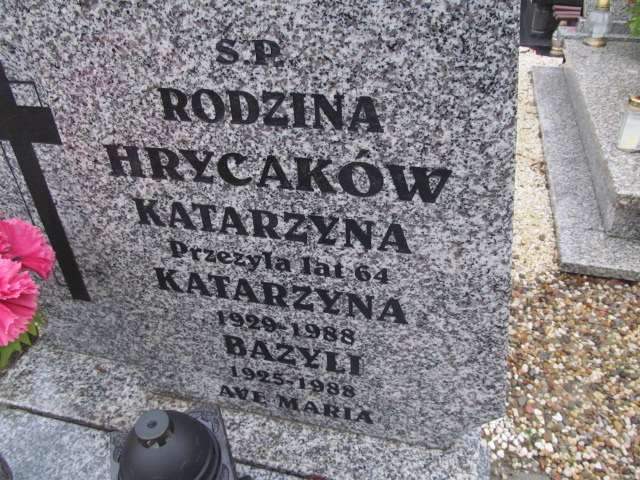 Ś.P.
RODZINA
HRYCAKÓW
KATARZYNA
Przeżyła lat 64
KATARZYNA
1929-1988
BAZYLI
1925-1988
AVE MARIA